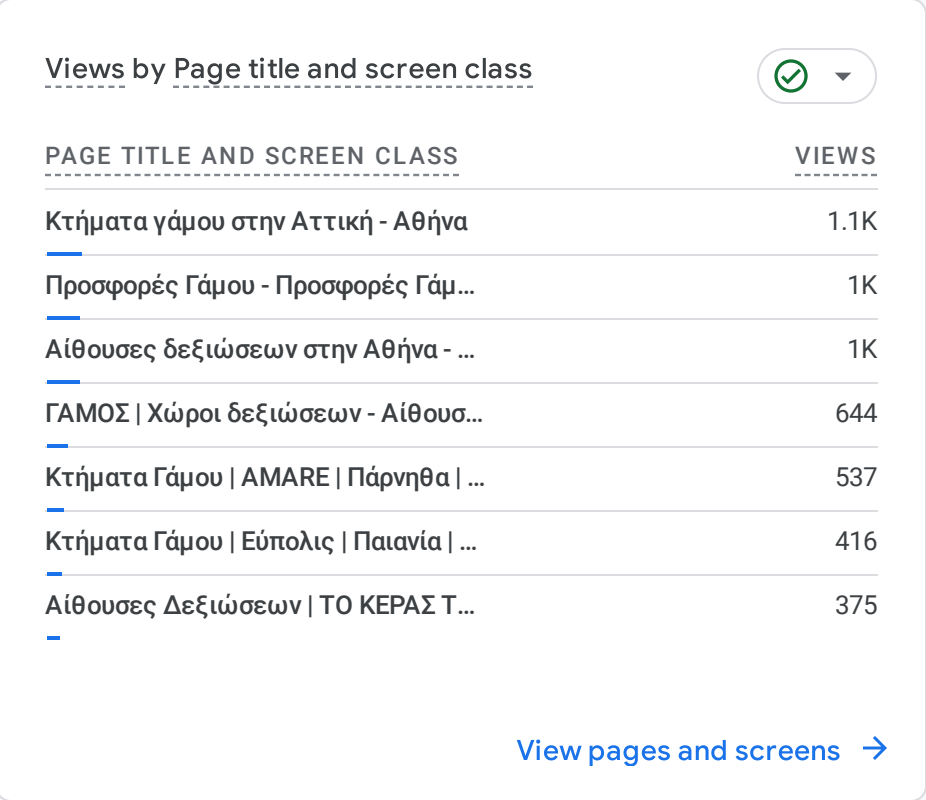 Views by Page title and screen class
PAGE TITLE AND SCREEN CLASS VIEWS
Κτήματα γάμου στην Αττική - Αθήνα 1.1K
Προσφορές Γάμου - Προσφορές Γάμ... 1K
Αίθουσες δεξιώσεων στην Αθήνα - ... 1K
ΓΑΜΟΣ | Χώροι δεξιώσεων - Αίθουσ... 644
Κτήματα Γάμου | AMARE | Πάρνηθα | ... 537
Κτήματα Γάμου | Εύπολις | Παιανία | ... 416
Αίθουσες Δεξιώσεων | ΤΟ ΚΕΡΑΣ Τ... 375
View pages and screens